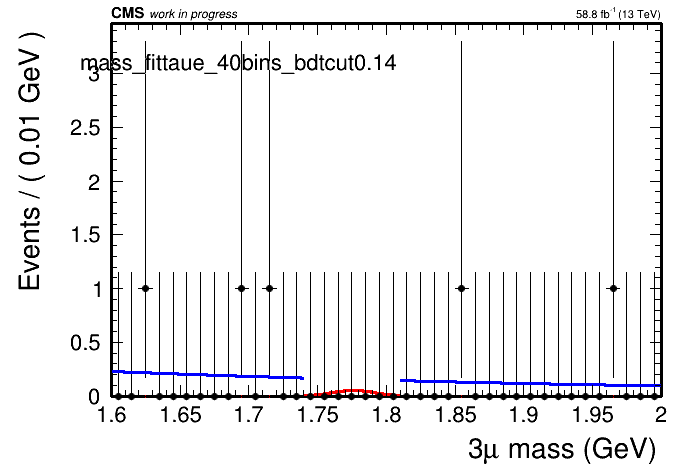 CMS work in progress
58.8 fb-1 (13 TeV)
mass_fittaue_40bins_bdtcut0.14
Events / ( 0.01 GeV )
3
2.5
2
1.5
1
0.5
0
1.6 1.65 1.7 1.75 1.8 1.85 1.9 1.95 2
3μ mass (GeV)